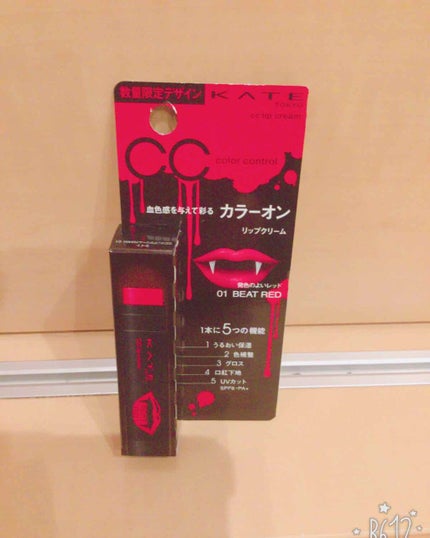 数量限定デザイン
KATE
TOKYO
cc lip cream
CC
color control
血色感を与えて彩る カラーオン
リップクリーム
発色のよいレッド
01 BEAT RED
1本に5つの機能
1 うるおい保湿
2 色補整
3 グロス
4 口紅下地
5 UVカット
SPF8・PA+
KATE
B612